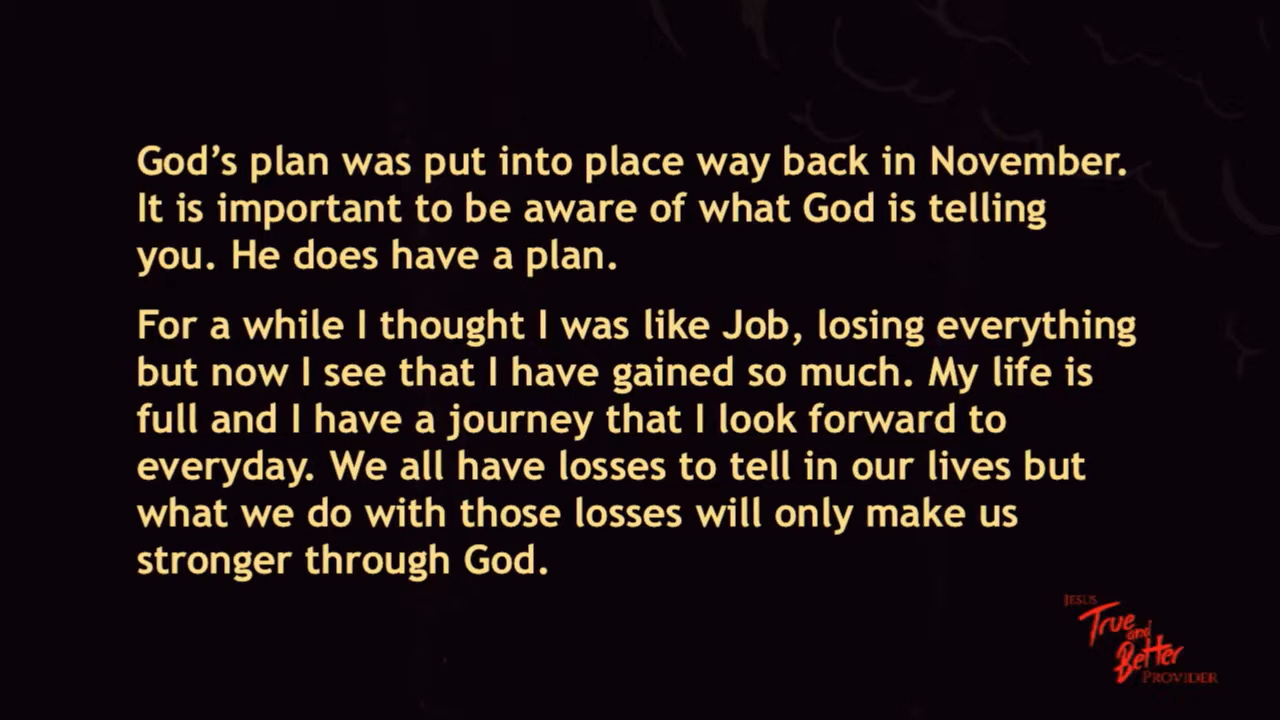 God’s plan was put into place way back in November.
It is important to be aware of what God is telling
you. He does have a plan.
For a while I thought I was like Job, losing everything
but now I see that I have gained so much. My life is
full and I have a journey that I look forward to
everyday. We all have losses to tell in our lives but
what we do with those losses will only make us
stronger through God.
JESUS
True
and
Better
PROVIDER